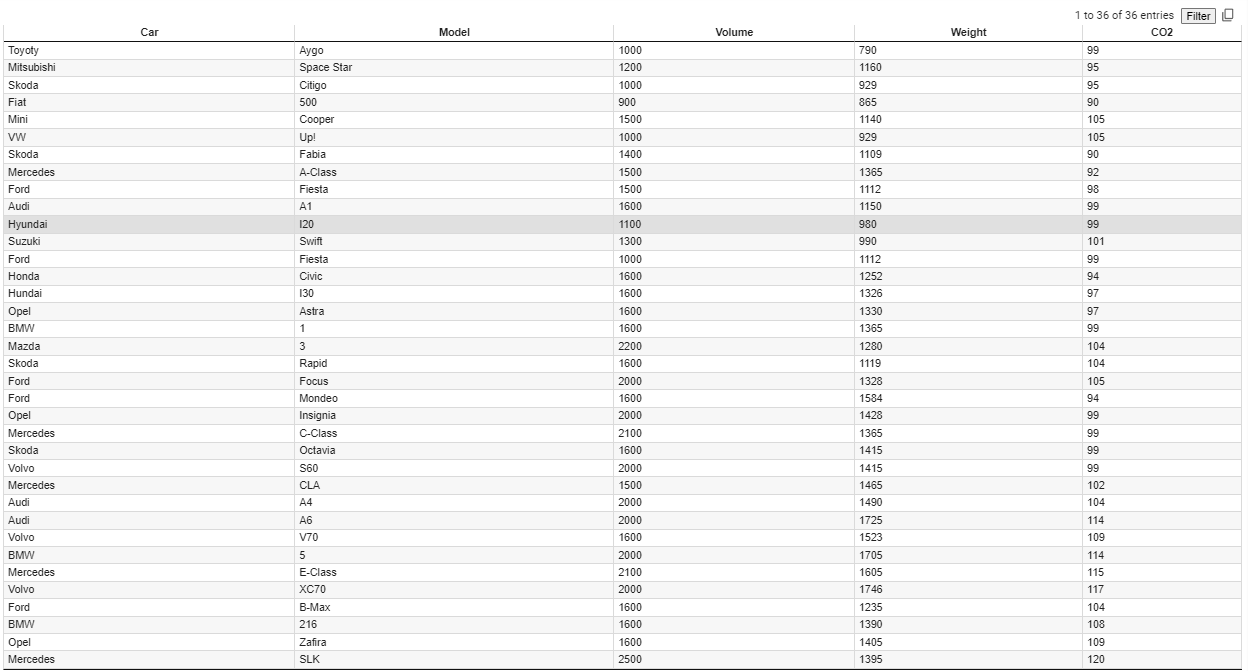 1 to 36 of 36 entries Filter
Car Model Volume Weight CO2
Toyoty Aygo 1000 790 99
Mitsubishi Space Star 1200 1160 95
Skoda Citigo 1000 929 95
Fiat 500 900 865 90
Mini Cooper 1500 1140 105
VW Up! 1000 929 105
Skoda Fabia 1400 1109 90
Mercedes A-Class 1500 1365 92
Ford Fiesta 1500 1112 98
Audi A1 1600 1150 99
Hyundai I20 1100 980 99
Suzuki Swift 1300 990 101
Ford Fiesta 1000 1112 99
Honda Civic 1600 1252 94
Hundai I30 1600 1326 97
Opel Astra 1600 1330 97
BMW 1 1600 1365 99
Mazda 3 2200 1280 104
Skoda Rapid 1600 1119 104
Ford Focus 2000 1328 105
Ford Mondeo 1600 1584 94
Opel Insignia 2000 1428 99
Mercedes C-Class 2100 1365 99
Skoda Octavia 1600 1415 99
Volvo S60 2000 1415 99
Mercedes CLA 1500 1465 102
Audi A4 2000 1490 104
Audi A6 2000 1725 114
Volvo V70 1600 1523 109
BMW 5 2000 1705 114
Mercedes E-Class 2100 1605 115
Volvo XC70 2000 1746 117
Ford B-Max 1600 1235 104
BMW 216 1600 1390 108
Opel Zafira 1600 1405 109
Mercedes SLK 2500 1395 120